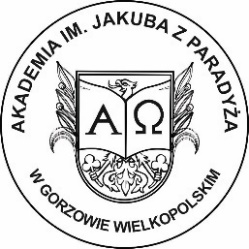 AKADEMIA IM. JAKUBA Z PARADYŻA
Α Ω
W GORZOWIE WIELKOPOLSKIM